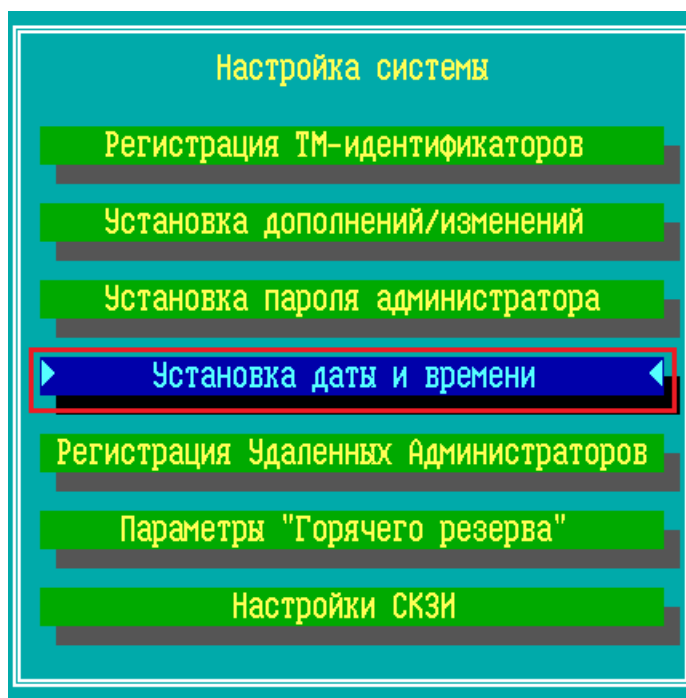 Настройка системы
Регистрация ТМ-идентификаторов
Установка дополнений/изменений
Установка пароля администратора
Установка даты и времени
Регистрация Удаленных Администраторов
Параметры "Горячего резерва"
Настройки СКЗИ